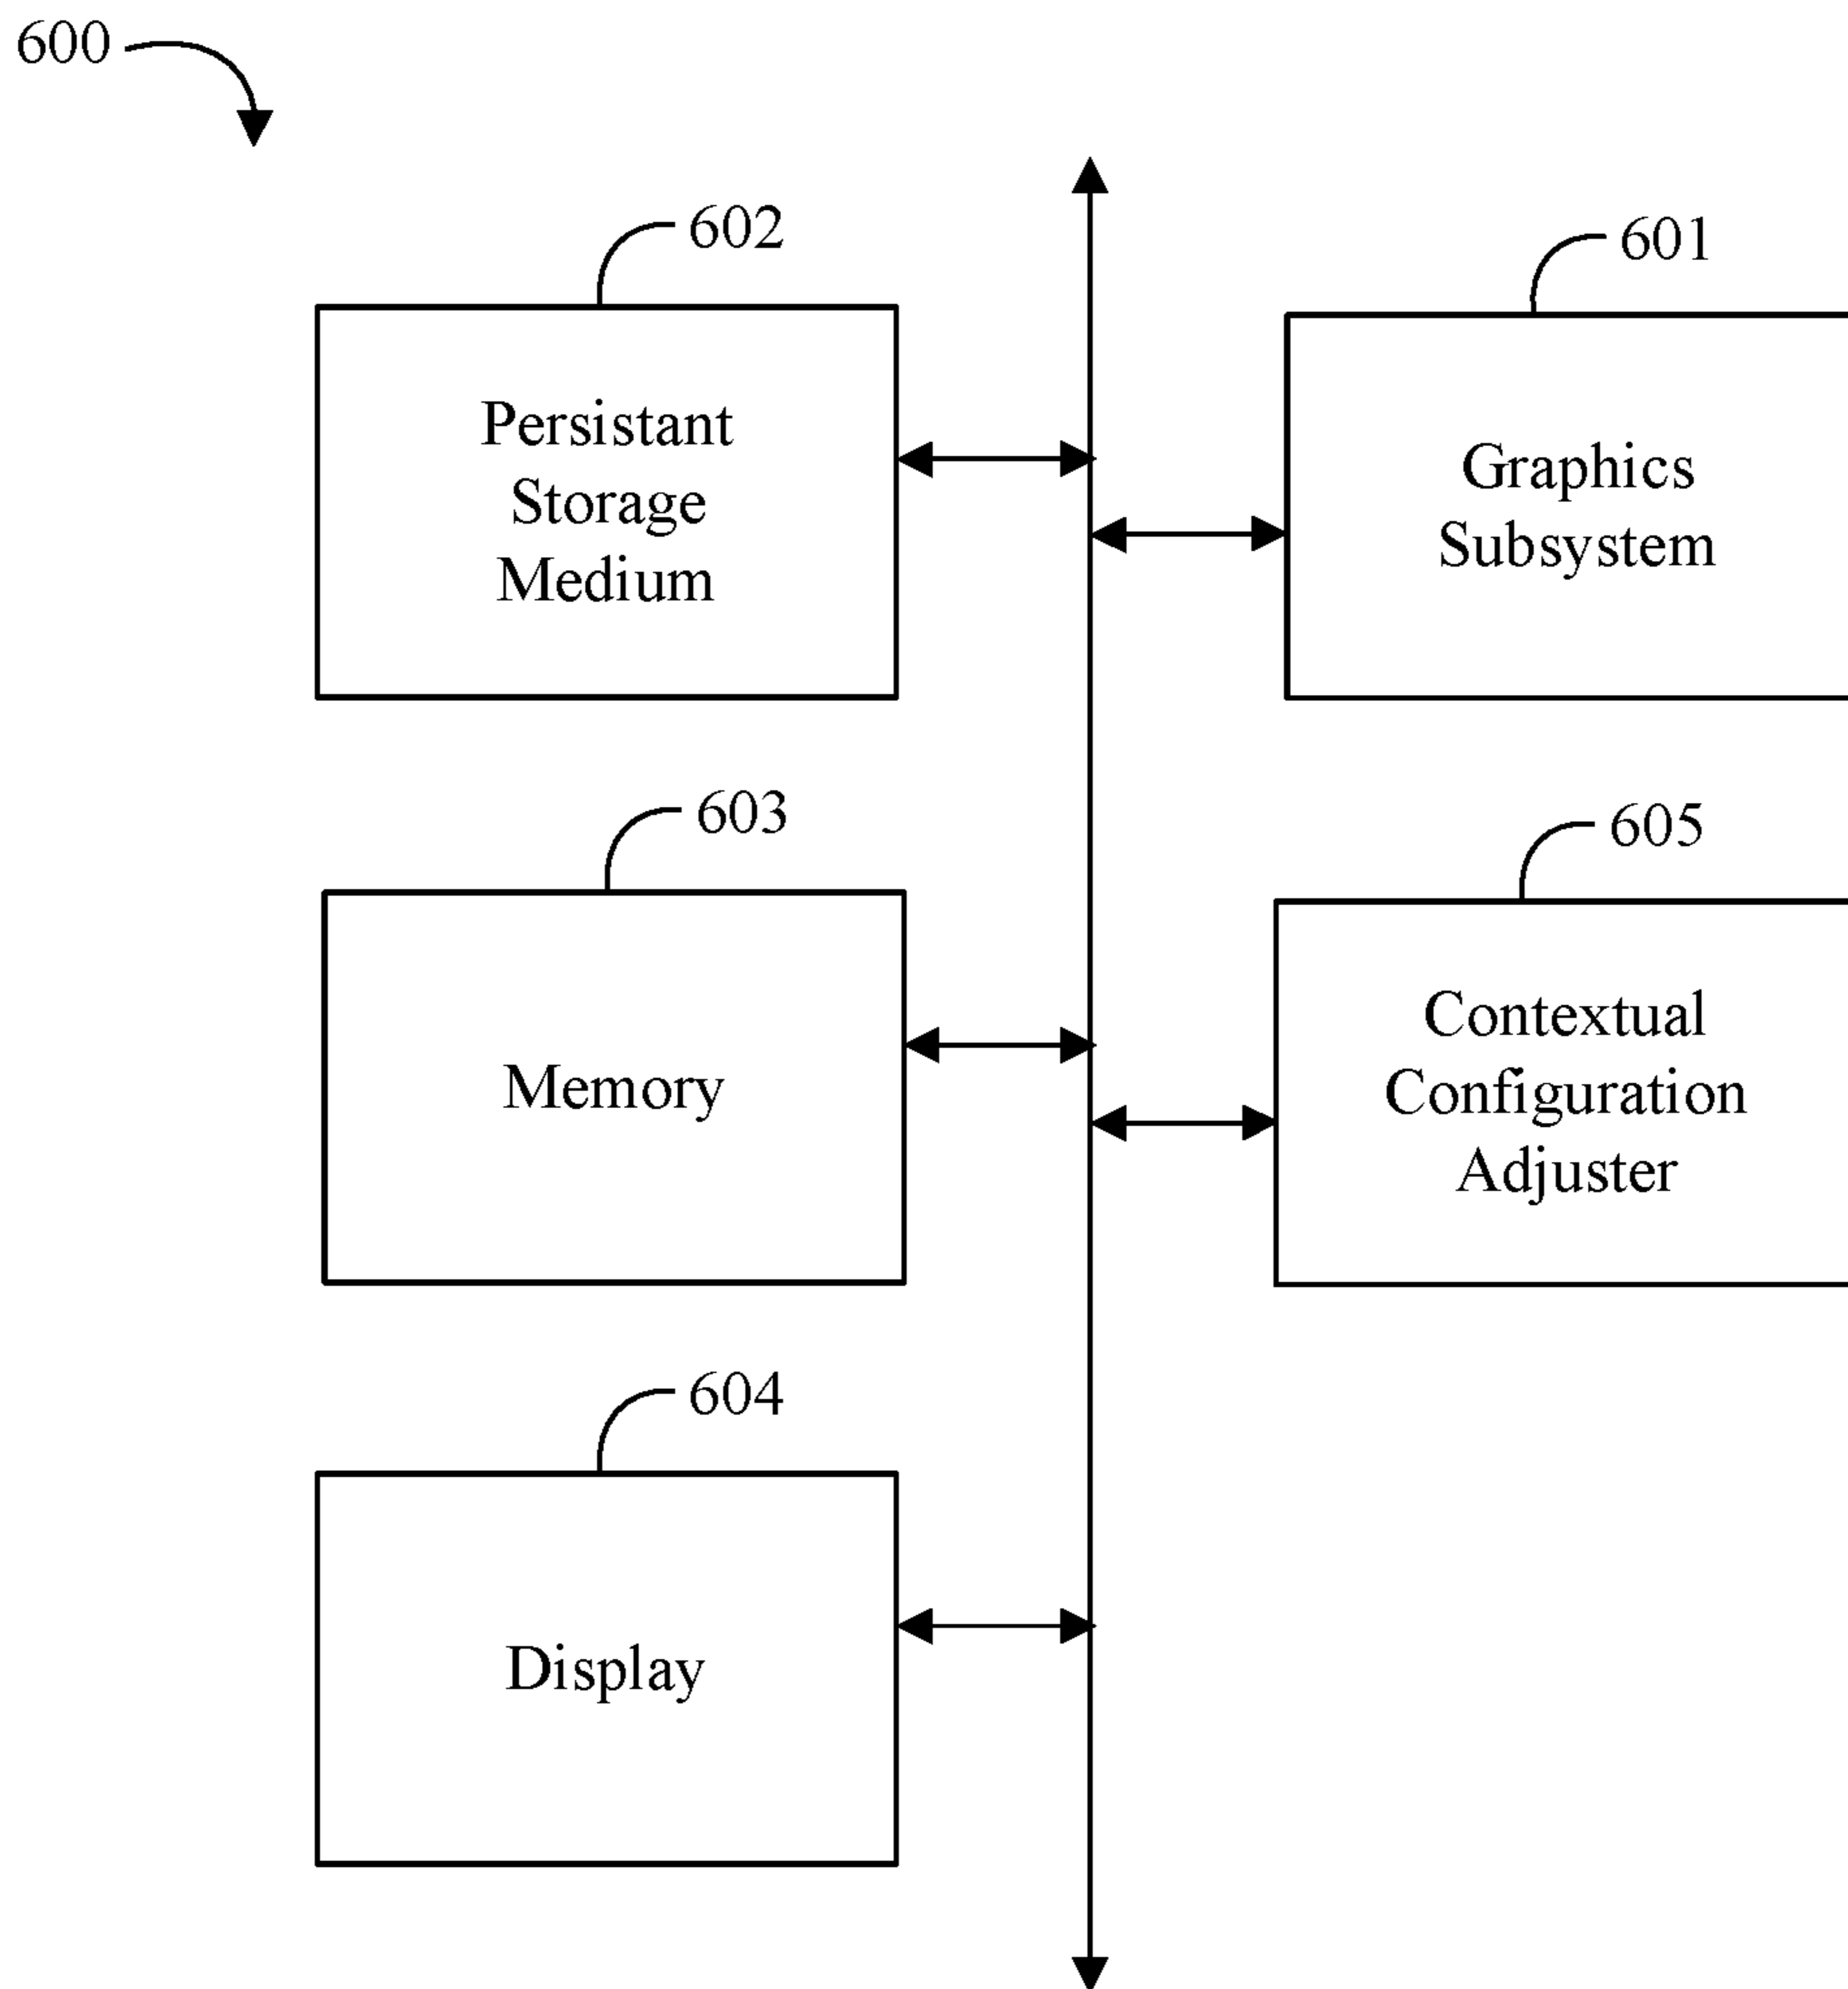 600
602
Persistant
Storage
Medium
601
Graphics
Subsystem
603
Memory
605
Contextual
Configuration
Adjuster
604
Display